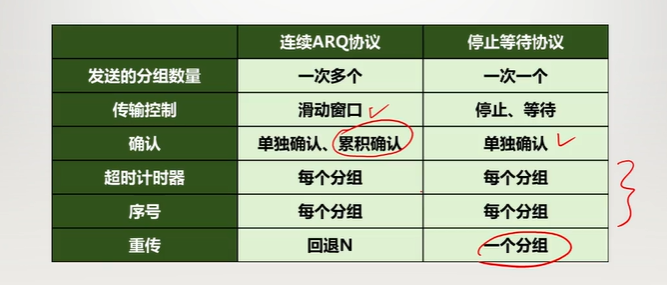 连续ARQ协议 停止等待协议
发送的分组数量 一次多个 一次一个
传输控制 滑动窗口 停止、等待
确认 单独确认、累积确认 单独确认
超时计时器 每个分组 每个分组
序号 每个分组 每个分组
重传 回退N 一个分组